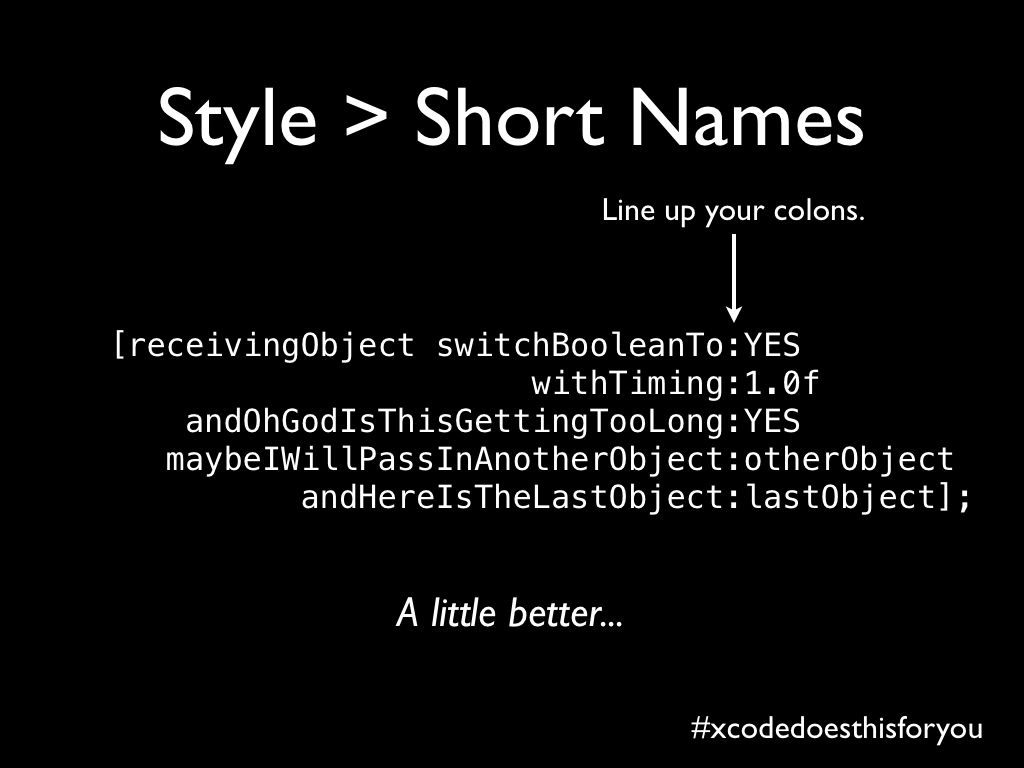 Style > Short Names
Line up your colons.
[receivingObject switchBooleanTo:YES
withTiming:1.0f
andOhGodIsThisGettingTooLong:YES
maybeIWillPassInAnotherObject:otherObject
andHereIsTheLastObject:lastObject];
A little better...
#xcodedoesthisforyou